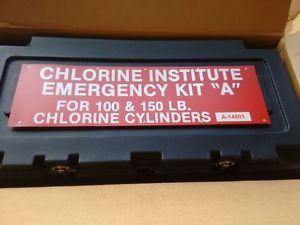 CHLORINE INSTITUTE
EMERGENCY KIT "A"
FOR 100 & 150 LB.
CHLORINE CYLINDERS A-14801